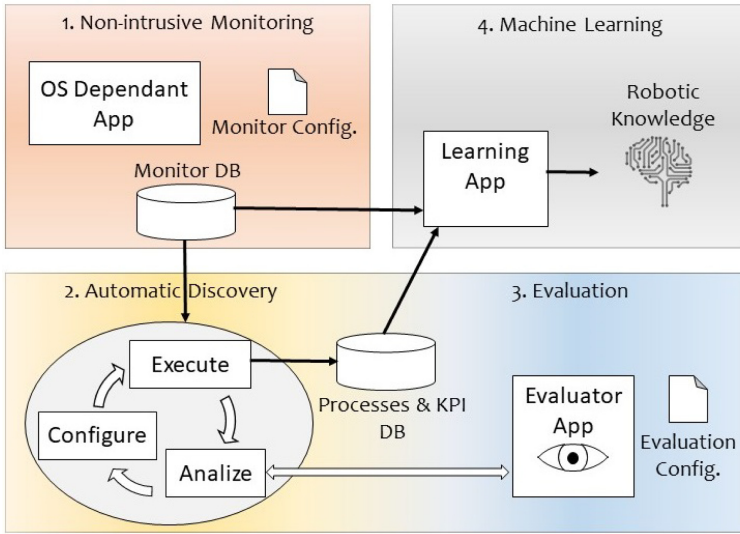 1. Non-intrusive Monitoring
OS Dependant
App
Monitor Config.
Monitor DB
4. Machine Learning
Robotic
Knowledge
Learning
App
2. Automatic Discovery
Execute
Configure
Analize
Processes & KPI
DB
3. Evaluation
Evaluator
App
Evaluation
Config.